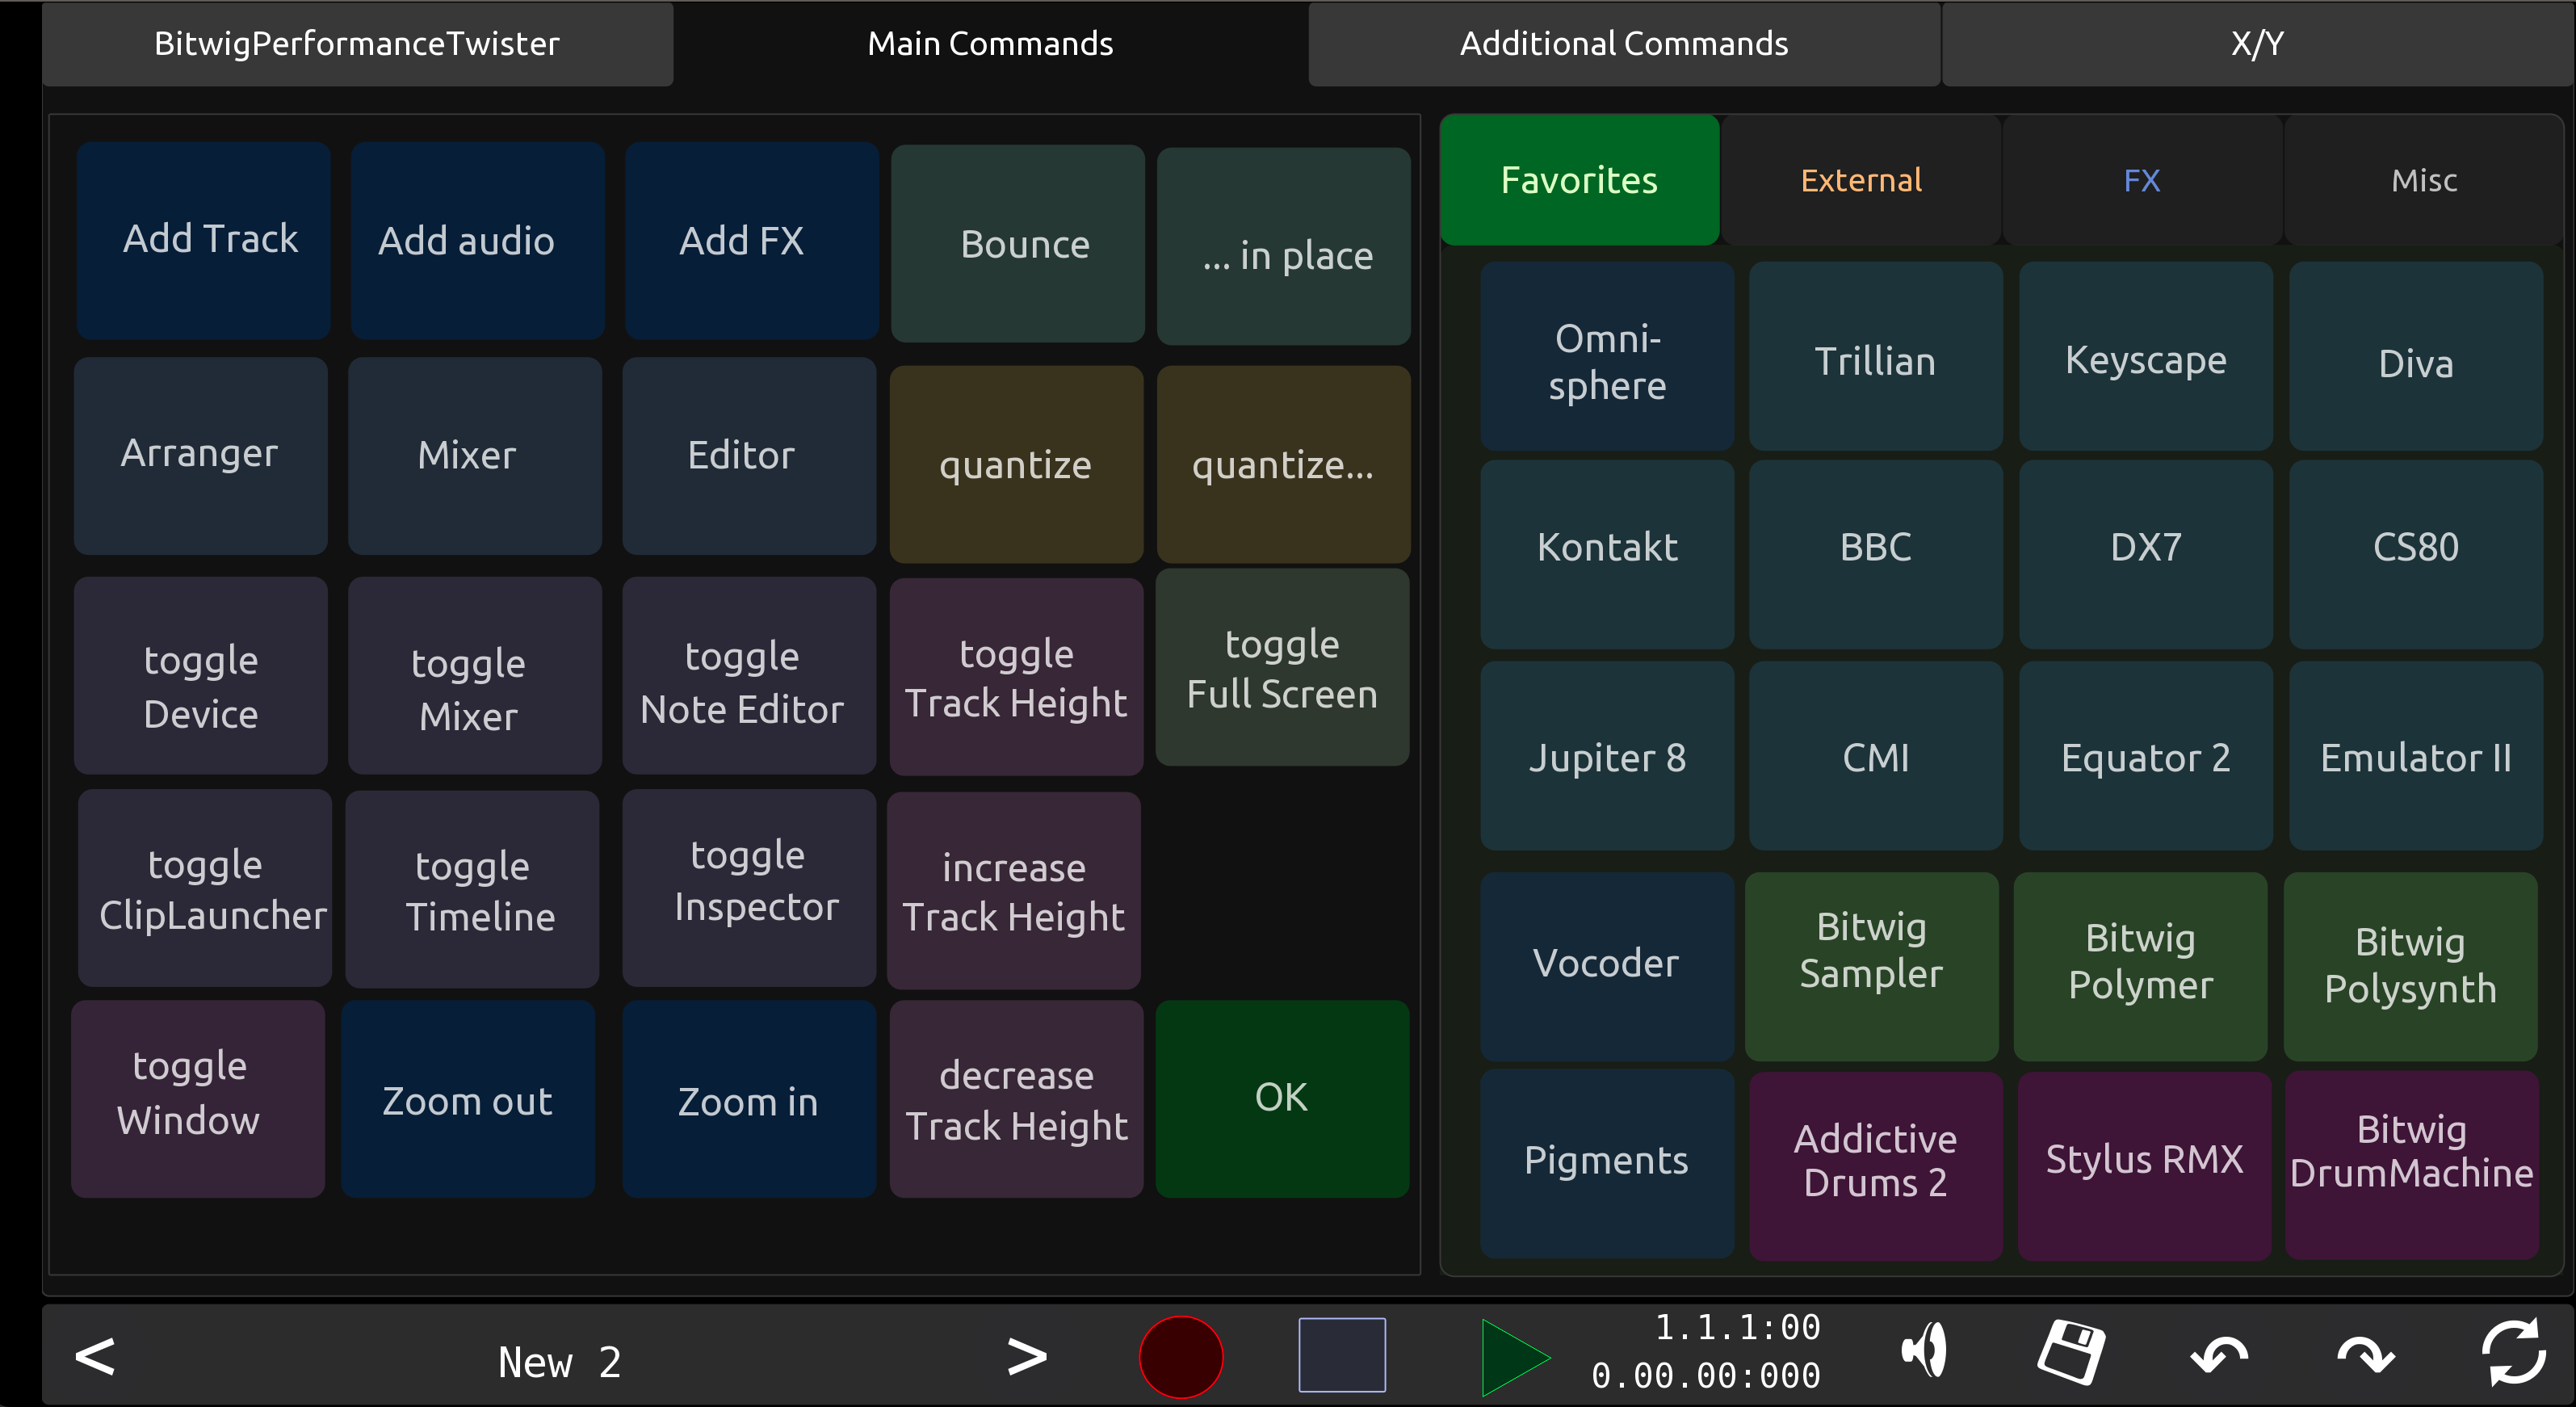 BitwigPerformanceTwister
Main Commands
Additional Commands
X/Y
Add Track
Add audio
Add FX
Bounce
... in place
Arranger
Mixer
Editor
quantize
quantize...
toggle
Device
toggle
Mixer
toggle
Note Editor
toggle
Track Height
toggle
Full Screen
toggle
ClipLauncher
toggle
Timeline
toggle
Inspector
increase
Track Height
toggle
Window
Zoom out
Zoom in
decrease
Track Height
OK
Favorites
External
FX
Misc
Omni-
sphere
Trillian
Keyscape
Diva
Kontakt
BBC
DX7
CS80
Jupiter 8
CMI
Equator 2
Emulator II
Vocoder
Bitwig
Sampler
Bitwig
Polymer
Bitwig
Polysynth
Pigments
Addictive
Drums 2
Stylus RMX
Bitwig
DrumMachine
<
New 2
>
1.1.1:00
0.00.00:000